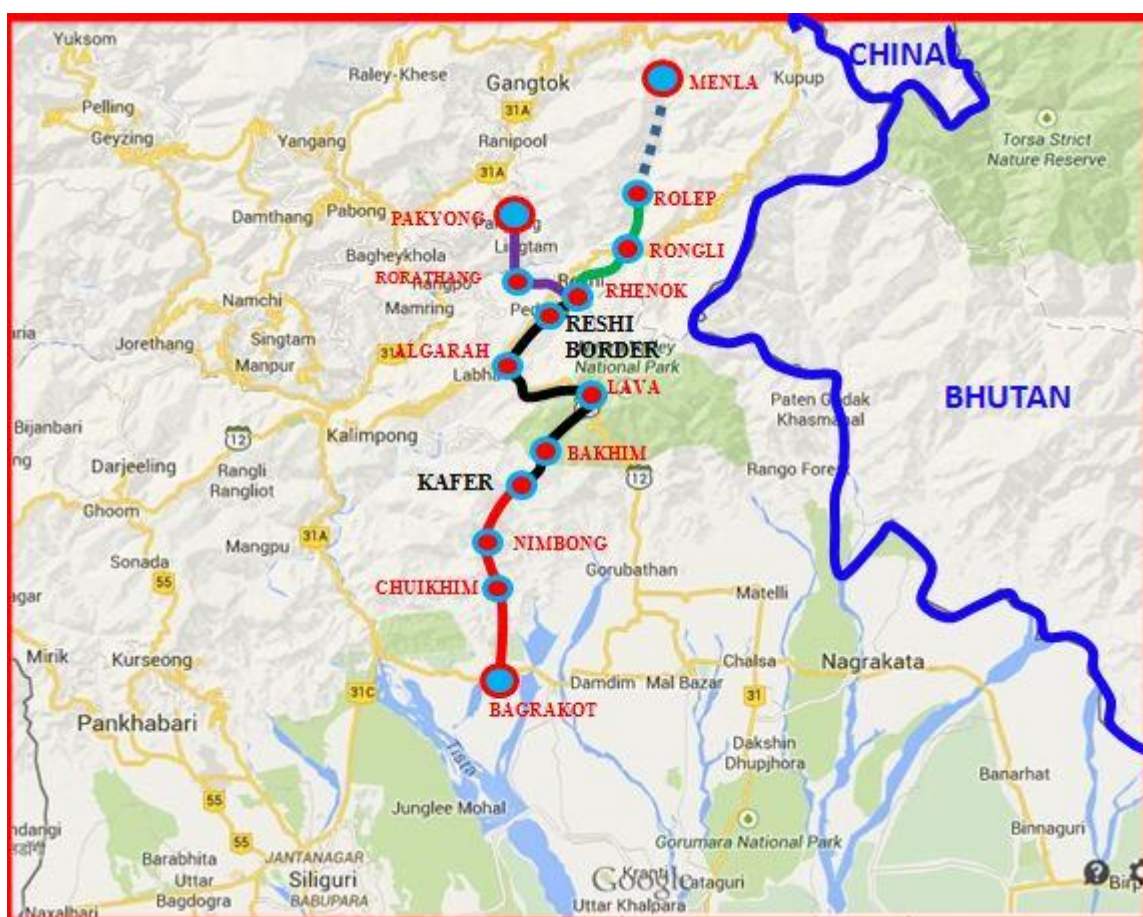 Yuksom
Raley-Khese
Gangtok
CHINA
Kupup
MENLA
Pelling
Geyzing
31A
Yangang
Ranipool
Torsa Strict
Nature Reserve
31A
ROLEP
Damthang
Pabong
PAKYONG
Lingtam
RONGLI
Bagheykhola
RORATHANG
RHENOK
Namchi
Mamring
RESHI
BORDER
Jorethang
Singtam
Manpur
ALGARAH
National Park
LAVA
BHUTAN
Paten Godak
Khasmahal
Bijanbari
12
Kalimpong
BAKHIM
Darjeeling
Rangli
Rangliot
KAFER
12
Rango Forest
Ghoom
31A
Mangpu
NIMBONG
Sonada
55
Gorubathan
CHUIKHIM
Matelli
Mirik
Kurseong
31C
Chalsa
Nagrakata
Damdim
Mal Bazar
31
BAGRAKOT
Pankhabari
Tista
Dakshin
Dhupjhora
Banarhat
55
Junglee Mohal
Gorumara National Park
Binnaguri
55
Barabhita
Uttar
Bagdogra
JANTANAGAR
Siliguri
BABUPARA
Google
Kranti
Uttar Khalpara
Naxalbari